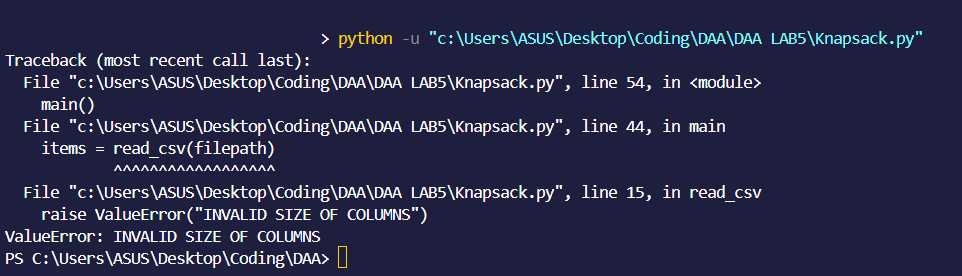 > python -u "c:\Users\ASUS\Desktop\Coding\DAA\DAA LAB5\Knapsack.py"
Traceback (most recent call last):
  File "c:\Users\ASUS\Desktop\Coding\DAA\DAA LAB5\Knapsack.py", line 54, in <module>
    main()
  File "c:\Users\ASUS\Desktop\Coding\DAA\DAA LAB5\Knapsack.py", line 44, in main
    items = read_csv(filepath)
            ^^^^^^^^^^^^^^^^^^
  File "c:\Users\ASUS\Desktop\Coding\DAA\DAA LAB5\Knapsack.py", line 15, in read_csv
    raise ValueError("INVALID SIZE OF COLUMNS")
ValueError: INVALID SIZE OF COLUMNS
PS C:\Users\ASUS\Desktop\Coding\DAA>